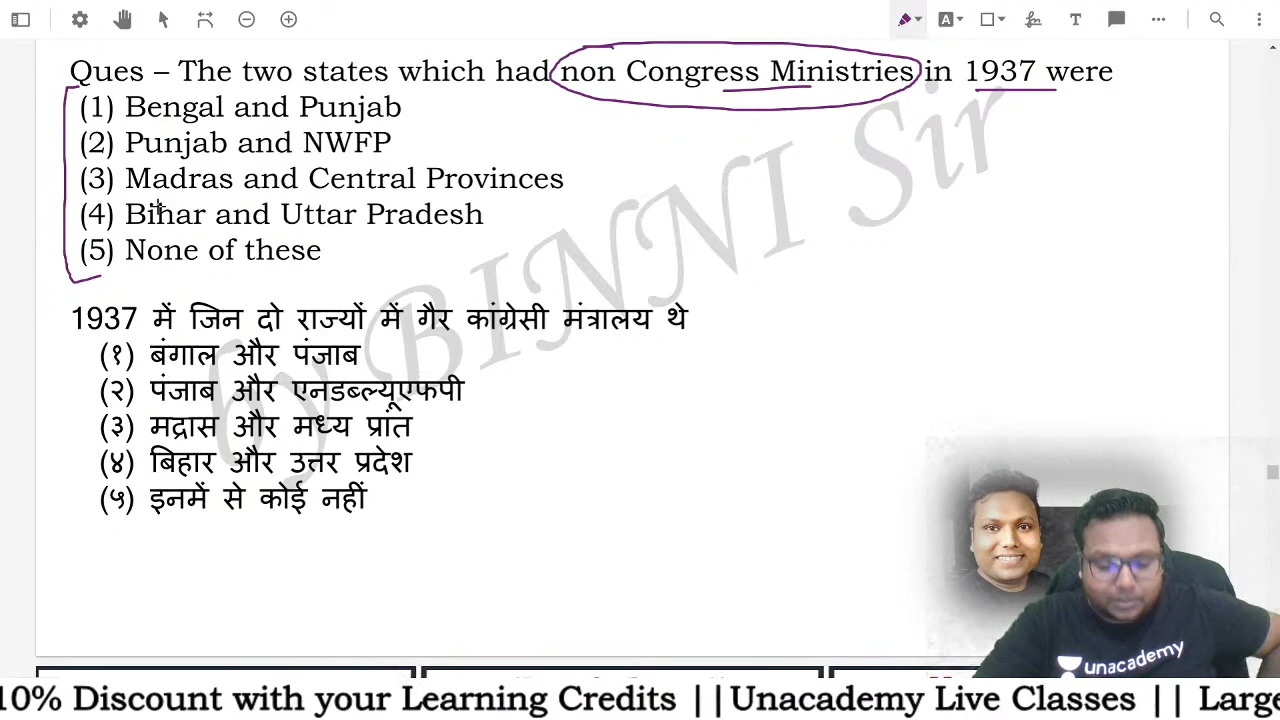 Ques – The two states which had non Congress Ministries in 1937 were
(1) Bengal and Punjab
(2) Punjab and NWFP
(3) Madras and Central Provinces
(4) Bihar and Uttar Pradesh
(5) None of these
1937 में जिन दो राज्यों में गैर कांग्रेसी मंत्रालय थे
(१) बंगाल और पंजाब
(२) पंजाब और एनडब्ल्यूएफपी
(३) मद्रास और मध्य प्रांत
(४) बिहार और उत्तर प्रदेश
(५) इनमें से कोई नहीं
by BINNI Sir
unacademy
10% Discount with your Learning Credits ||Unacademy Live Classes || Large